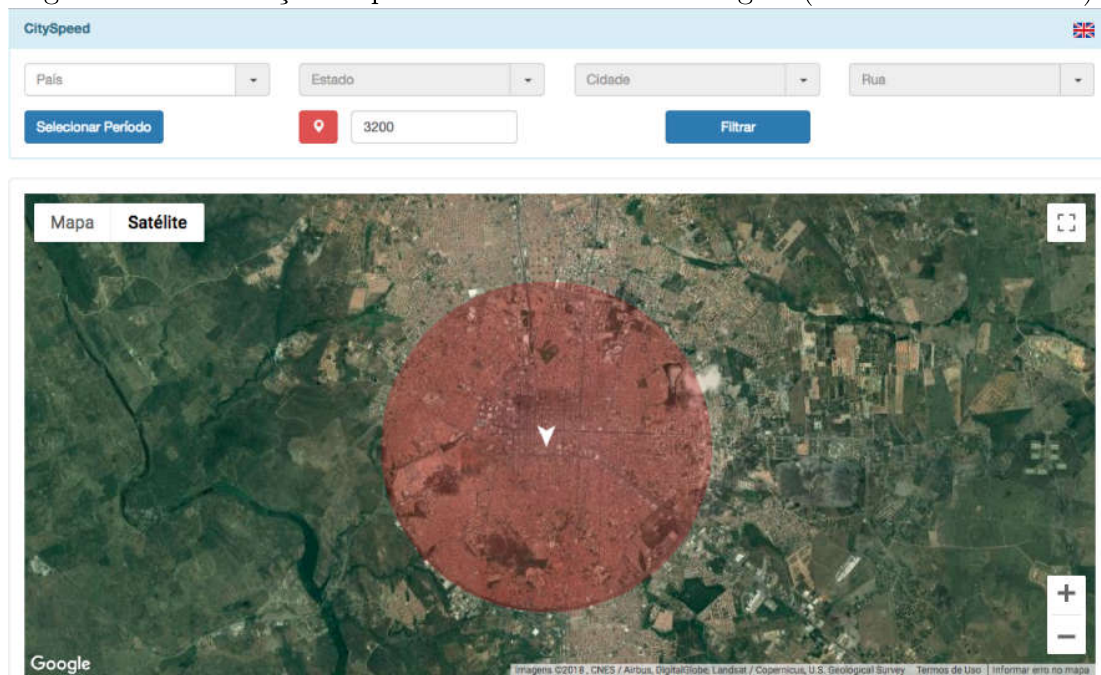 CitySpeed
País Estado Cidade Rua
Selecionar Período 3200 Filtrar
Mapa Satélite
Google
Imagens ©2018 , CNES / Airbus, DigitalGlobe, Landsat / Copernicus, U.S. Geological Survey Termos de Uso Informar erro no mapa